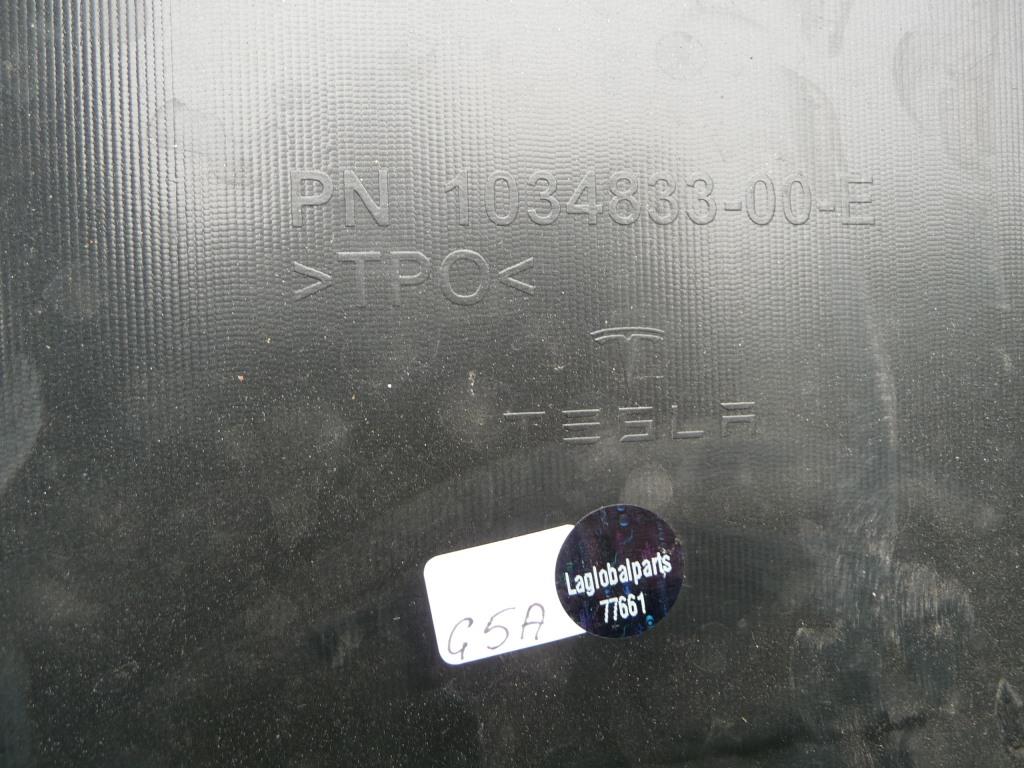 PN 1034833-00-E
>TPO<
TESLA
Laglobalparts
77661
G5A